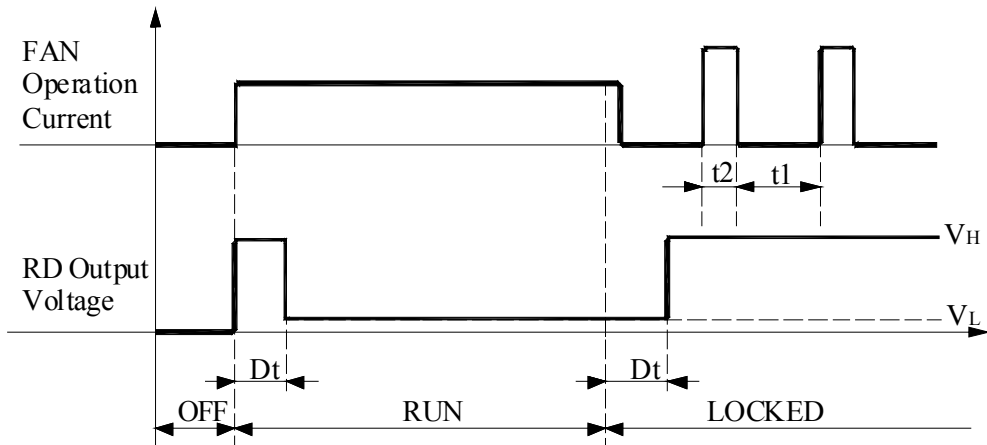 FAN
Operation
Current
t2
t1
VH
RD Output
Voltage
VL
Dt
Dt
OFF
RUN
LOCKED